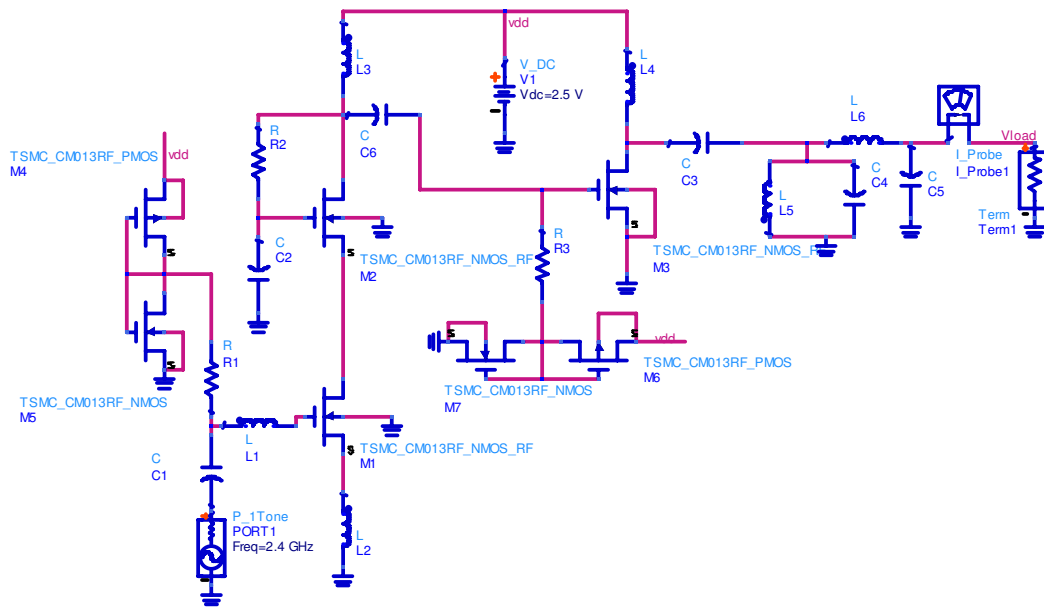 vdd
L
L3
V_DC
V1
Vdc=2.5 V
L
L4
L
L6
Vload
I_Probe
I_Probe1
R
R2
C
C6
C
C3
C
C4
C
C5
L
L5
Term
Term1
TSMC_CM013RF_PMOS
M4
vdd
C
C2
TSMC_CM013RF_NMOS_RF
M2
R
R3
TSMC_CM013RF_NMOS_RF
M3
R
R1
TSMC_CM013RF_NMOS
M5
vdd
TSMC_CM013RF_PMOS
M6
TSMC_CM013RF_NMOS
M7
L
L1
TSMC_CM013RF_NMOS_RF
M1
C
C1
P_1Tone
PORT1
Freq=2.4 GHz
L
L2